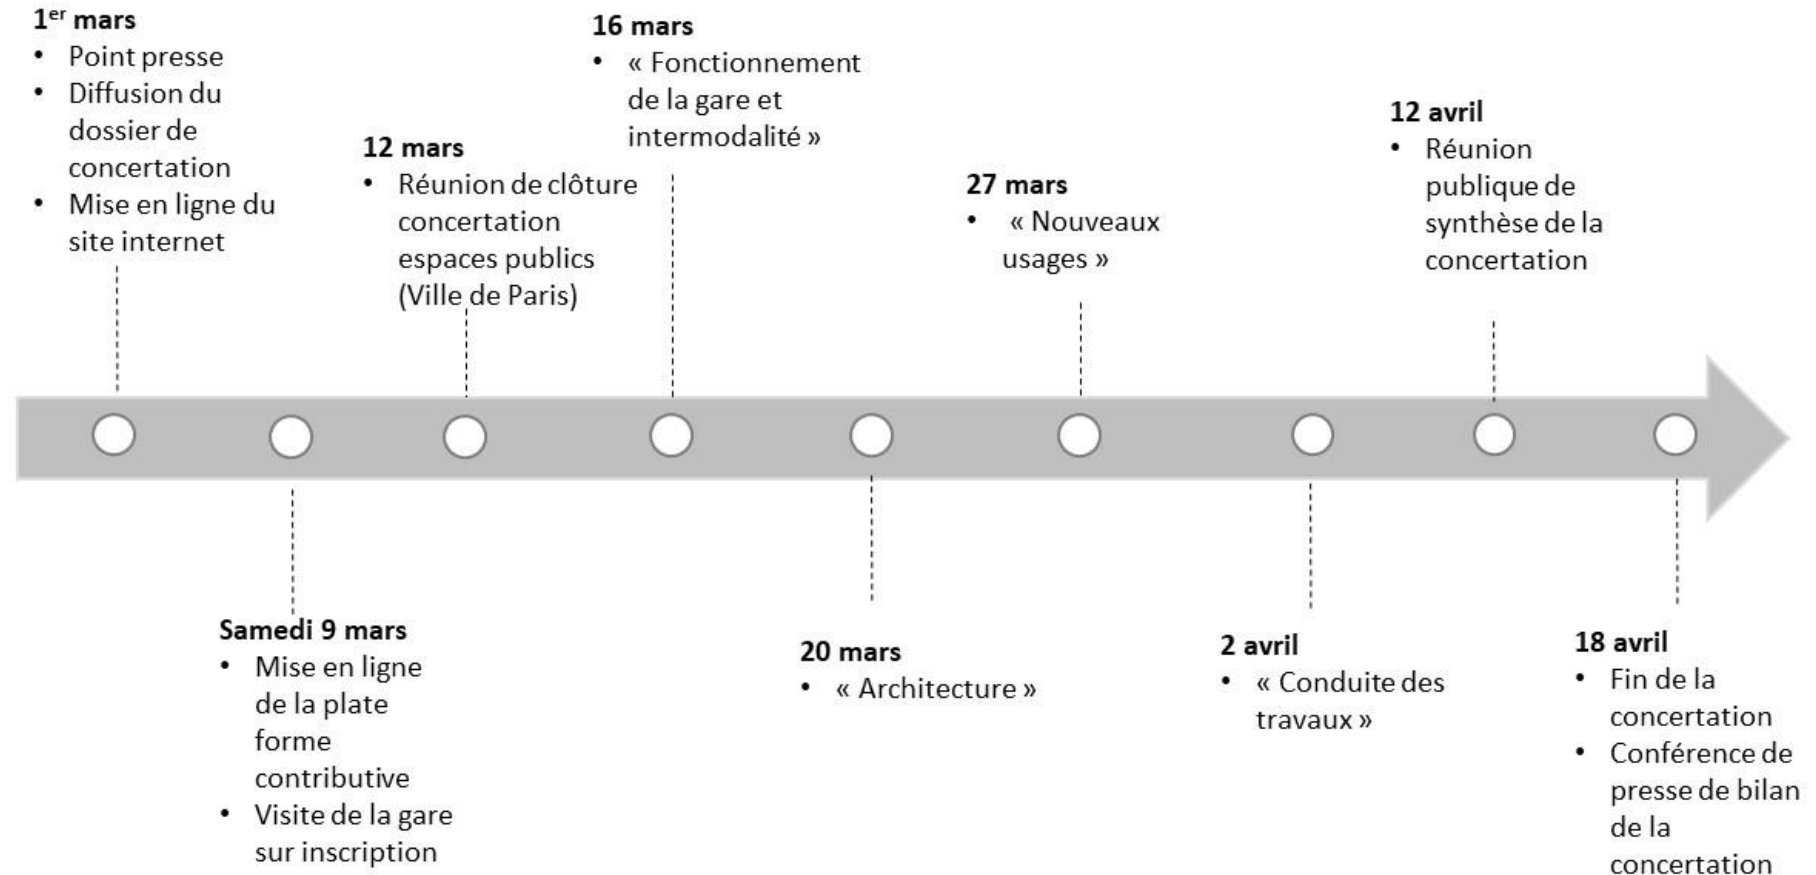 1er mars
• Point presse
• Diffusion du
dossier de
concertation
• Mise en ligne du
site internet
Samedi 9 mars
• Mise en ligne
de la plate
forme
contributive
• Visite de la gare
sur inscription
12 mars
• Réunion de clôture
concertation
espaces publics
(Ville de Paris)
16 mars
• « Fonctionnement
de la gare et
intermodalité »
20 mars
• « Architecture »
27 mars
• « Nouveaux
usages »
2 avril
• « Conduite des
travaux »
12 avril
• Réunion
publique de
synthèse de la
concertation
18 avril
• Fin de la
concertation
• Conférence de
presse de bilan
de la
concertation